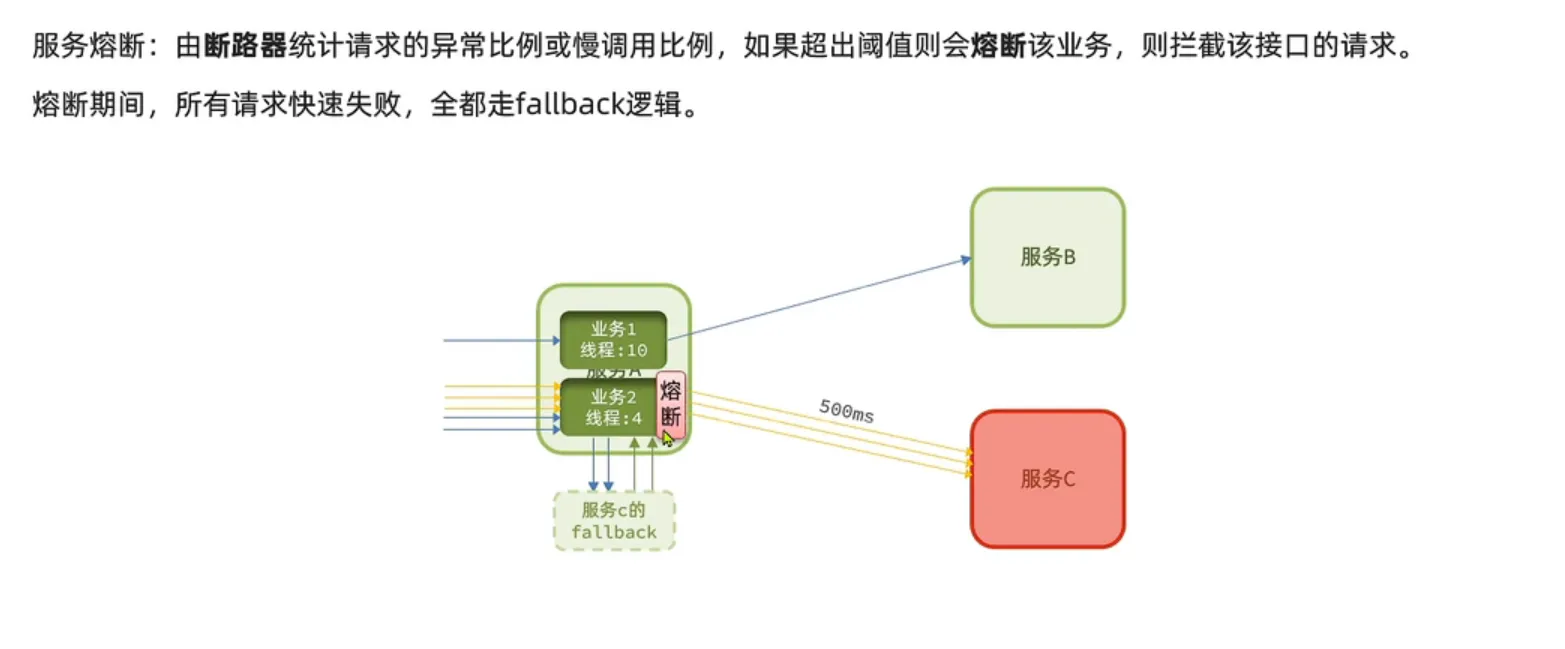 服务熔断：由断路器统计请求的异常比例或慢调用比例，如果超出阈值则会熔断该业务，则拦截该接口的请求。
熔断期间，所有请求快速失败，全都走fallback逻辑。
服务B
业务1
线程:10
服务A
业务2
线程:4
熔
断
500ms
服务C
服务c的
fallback